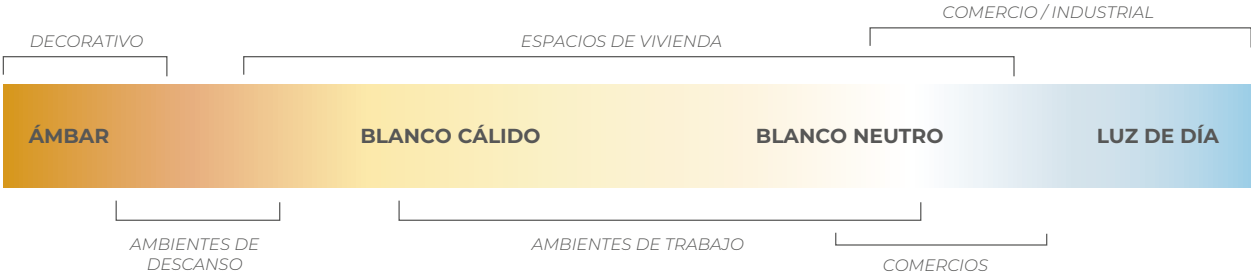 COMERCIO / INDUSTRIAL
DECORATIVO
ESPACIOS DE VIVIENDA
ÁMBAR
BLANCO CÁLIDO
BLANCO NEUTRO
LUZ DE DÍA
AMBIENTES DE
DESCANSO
AMBIENTES DE TRABAJO
COMERCIOS